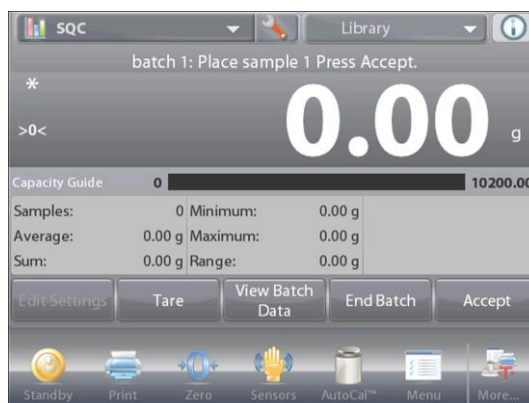 SQC Library
batch 1: Place sample 1 Press Accept.
*
>0< 0.00 g
Capacity Guide 0 10200.00
Samples: 0 Minimum: 0.00 g
Average: 0.00 g Maximum: 0.00 g
Sum: 0.00 g Range: 0.00 g
Edit Settings Tare View Batch Data End Batch Accept
Standby Print Zero Sensors AutoCal™ Menu More...